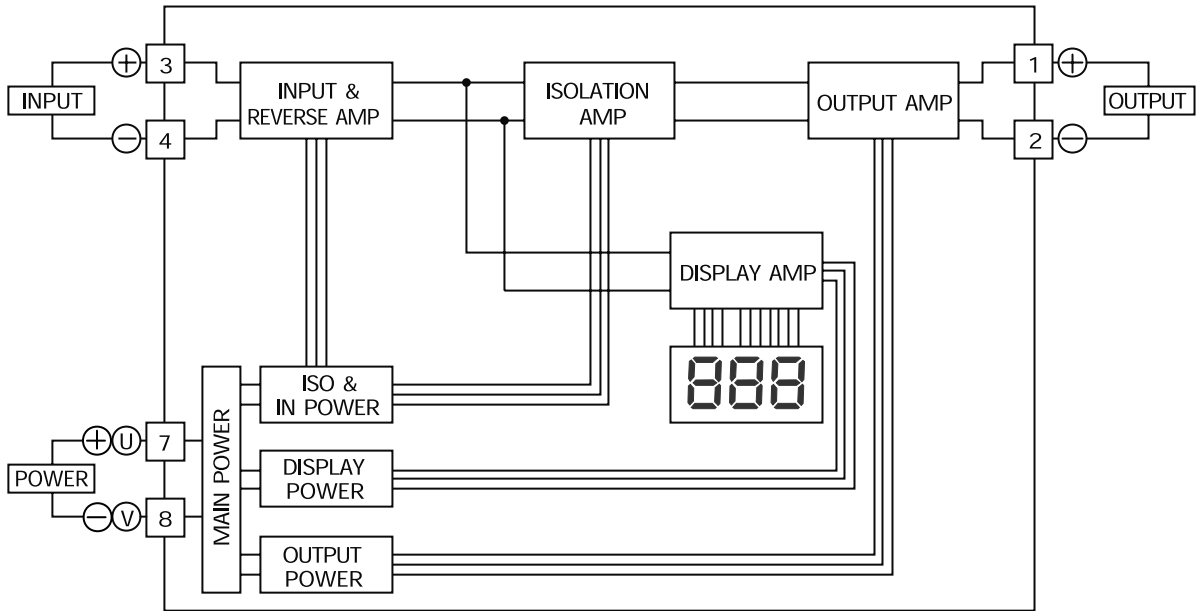 + 3
INPUT
- 4
INPUT &
REVERSE AMP
ISOLATION
AMP
OUTPUT AMP
1 +
OUTPUT
2 -
DISPLAY AMP
888
MAIN POWER
ISO &
IN POWER
+ U 7
POWER
- V 8
DISPLAY
POWER
OUTPUT
POWER